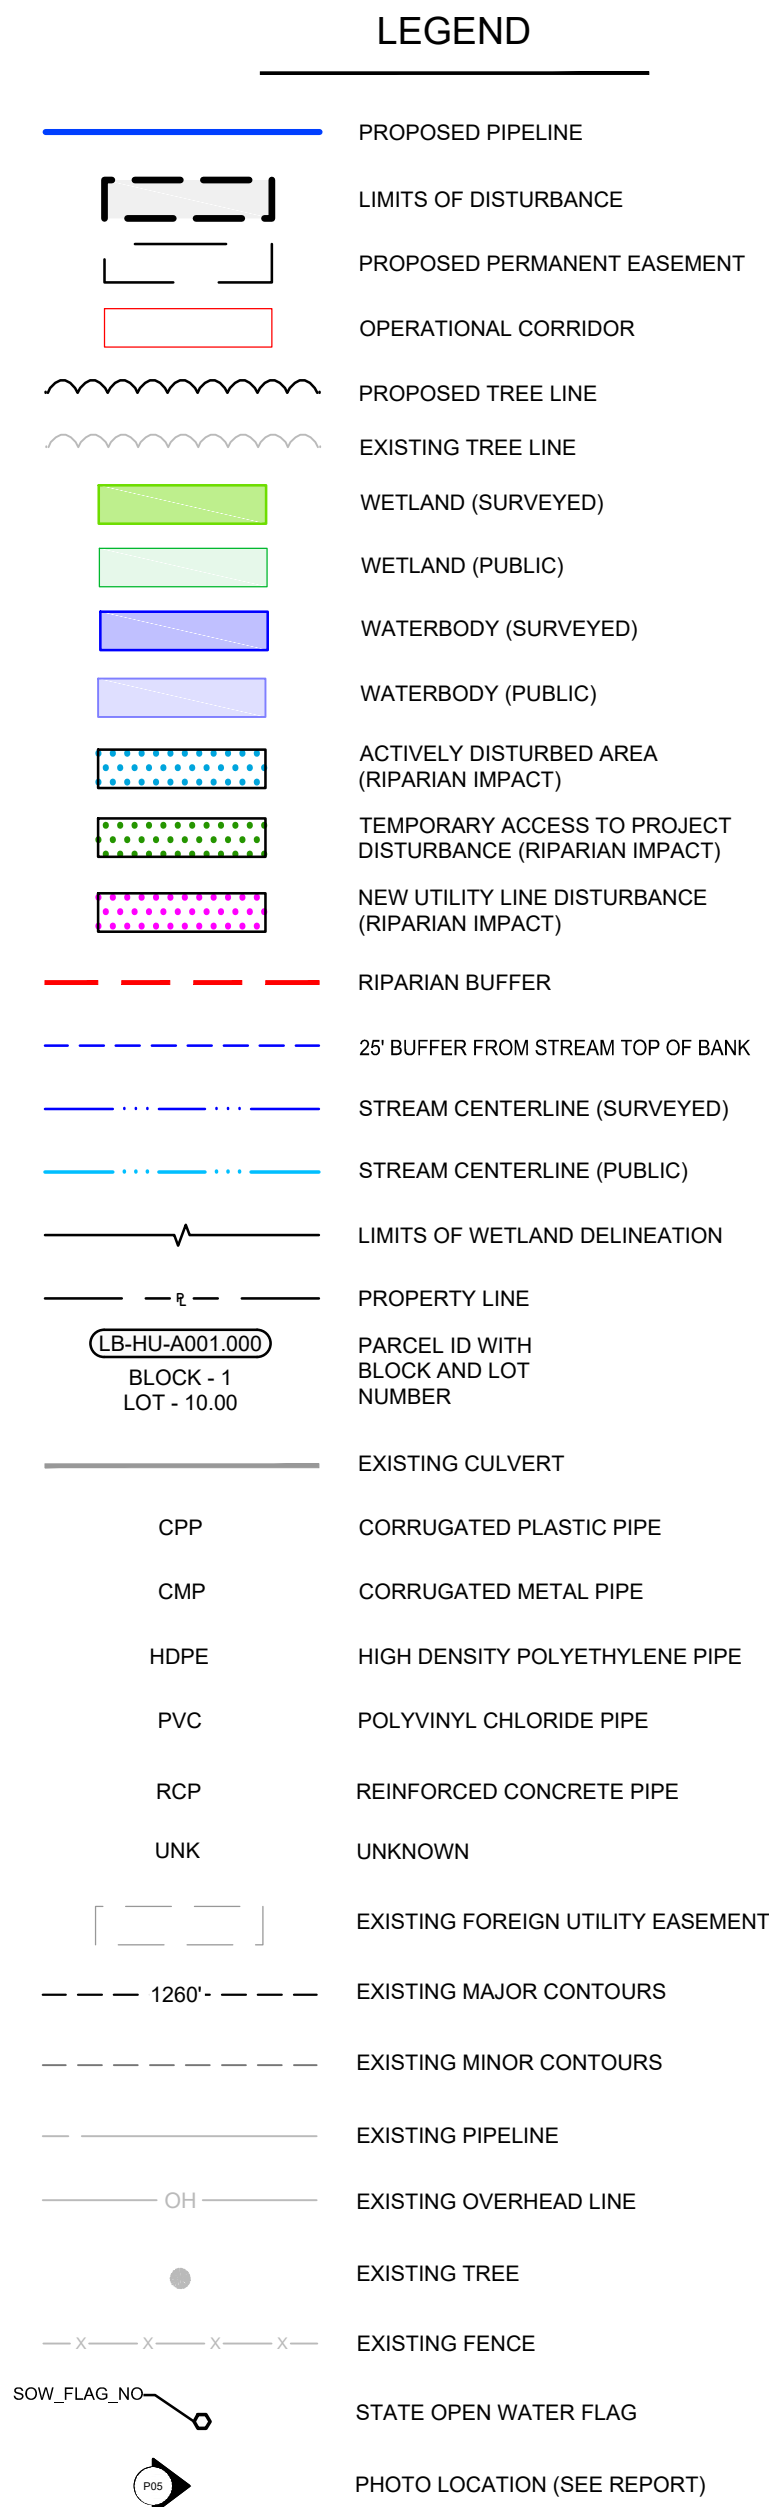 LEGEND
PROPOSED PIPELINE
LIMITS OF DISTURBANCE
PROPOSED PERMANENT EASEMENT
OPERATIONAL CORRIDOR
PROPOSED TREE LINE
EXISTING TREE LINE
WETLAND (SURVEYED)
WETLAND (PUBLIC)
WATERBODY (SURVEYED)
WATERBODY (PUBLIC)
ACTIVELY DISTURBED AREA
(RIPARIAN IMPACT)
TEMPORARY ACCESS TO PROJECT
DISTURBANCE (RIPARIAN IMPACT)
NEW UTILITY LINE DISTURBANCE
(RIPARIAN IMPACT)
RIPARIAN BUFFER
25' BUFFER FROM STREAM TOP OF BANK
STREAM CENTERLINE (SURVEYED)
STREAM CENTERLINE (PUBLIC)
LIMITS OF WETLAND DELINEATION
PL PROPERTY LINE
LB-HU-A001.000
BLOCK - 1
LOT - 10.00
PARCEL ID WITH
BLOCK AND LOT
NUMBER
EXISTING CULVERT
CPP CORRUGATED PLASTIC PIPE
CMP CORRUGATED METAL PIPE
HDPE HIGH DENSITY POLYETHYLENE PIPE
PVC POLYVINYL CHLORIDE PIPE
RCP REINFORCED CONCRETE PIPE
UNK UNKNOWN
EXISTING FOREIGN UTILITY EASEMENT
1260' EXISTING MAJOR CONTOURS
EXISTING MINOR CONTOURS
EXISTING PIPELINE
OH EXISTING OVERHEAD LINE
EXISTING TREE
X X X X EXISTING FENCE
SOW_FLAG_NO STATE OPEN WATER FLAG
P05 PHOTO LOCATION (SEE REPORT)